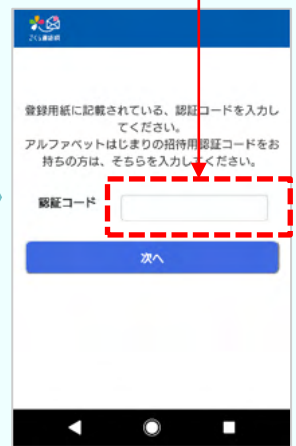 さくら連絡網
登録用紙に記載されている、認証コードを入力し
てください。
アルファベットはじまりの招待用認証コードをお
持ちの方は、そちらを入力してください。
認証コード
次へ